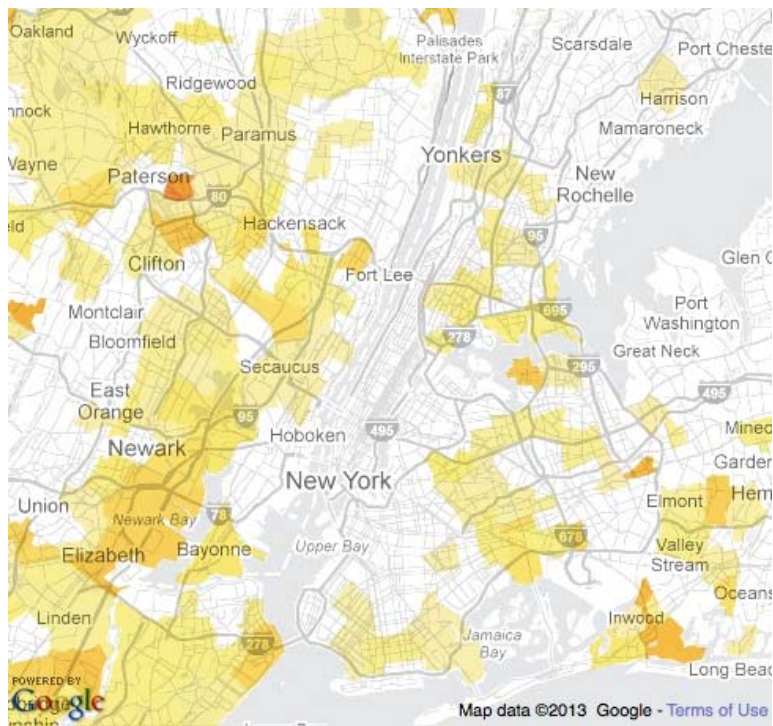 Oakland
Wyckoff
Palisades
Interstate Park
Scarsdale
Port Cheste
Ridgewood
87
nnock
Harrison
Hawthorne
Paramus
Mamaroneck
Wayne
Yonkers
Paterson
80
New
Rochelle
Hackensack
95
Clifton
Fort Lee
Glen C
Montclair
695
Port
Washington
Bloomfield
278
Great Neck
Secaucus
295
East
Orange
495
95
Hoboken
495
Mined
Newark
Garden
New York
Union
Elmont
Hem
Newark Bay
78
678
Elizabeth
Bayonne
Upper Bay
Valley
Stream
Oceans
Linden
Inwood
278
Jamaica
Bay
Long Beac
POWERED BY
Google
Map data ©2013 Google - Terms of Use